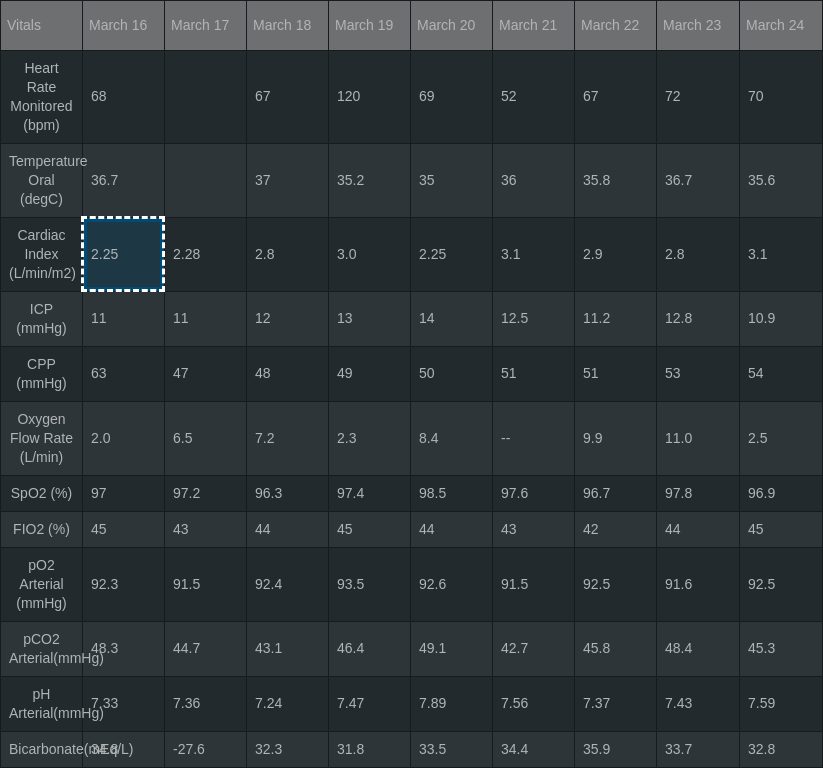 Vitals March 16 March 17 March 18 March 19 March 20 March 21 March 22 March 23 March 24
Heart
Rate
Monitored
(bpm) 68 67 120 69 52 67 72 70
Temperature
Oral
(degC) 36.7 37 35.2 35 36 35.8 36.7 35.6
Cardiac
Index
(L/min/m2) 2.25 2.28 2.8 3.0 2.25 3.1 2.9 2.8 3.1
ICP
(mmHg) 11 11 12 13 14 12.5 11.2 12.8 10.9
CPP
(mmHg) 63 47 48 49 50 51 51 53 54
Oxygen
Flow Rate
(L/min) 2.0 6.5 7.2 2.3 8.4 -- 9.9 11.0 2.5
SpO2 (%) 97 97.2 96.3 97.4 98.5 97.6 96.7 97.8 96.9
FIO2 (%) 45 43 44 45 44 43 42 44 45
pO2
Arterial
(mmHg) 92.3 91.5 92.4 93.5 92.6 91.5 92.5 91.6 92.5
pCO2
Arterial(mmHg) 48.3 44.7 43.1 46.4 49.1 42.7 45.8 48.4 45.3
pH
Arterial(mmHg) 7.33 7.36 7.24 7.47 7.89 7.56 7.37 7.43 7.59
Bicarbonate(mEq/L) -27.6 32.3 31.8 33.5 34.4 35.9 33.7 32.8